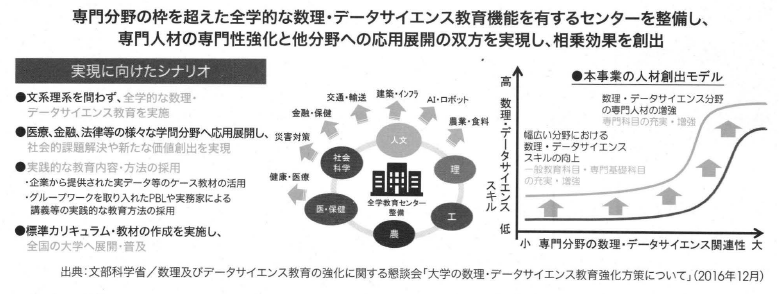 専門分野の枠を超えた全学的な数理・データサイエンス教育機能を有するセンターを整備し、
専門人材の専門性強化と他分野への応用展開の双方を実現し、相乗効果を創出
実現に向けたシナリオ
●文系理系を問わず、全学的な数理・
データサイエンス教育を実施
●医療、金融、法律等の様々な学問分野へ応用展開し、
社会的課題解決や新たな価値創出を実現
●実践的な教育内容・方法の採用
・企業から提供された実データ等のケース教材の活用
・グループワークを取り入れたPBLや実務家による
講義等の実践的な教育方法の採用
●標準カリキュラム・教材の作成を実施し、
全国の大学へ展開・普及
健康・医療
災害対策
金融・保健
交通・輸送
建築・インフラ
AI・ロボット
農業・食料
人文
社会
科学
理
医・保健
工
農
全学教育センター
整備
●本事業の人材創出モデル
高
数理・データサイエンス
スキル
低
数理・データサイエンス分野
の専門人材の増強
専門科目の充実・増強
幅広い分野における
数理・データサイエンス
スキルの向上
一般教育科目・専門基礎科目
の充実・増強
小 専門分野の数理・データサイエンス関連性 大
出典：文部科学省／数理及びデータサイエンス教育の強化に関する懇談会「大学の数理・データサイエンス教育強化方策について」（2016年12月）